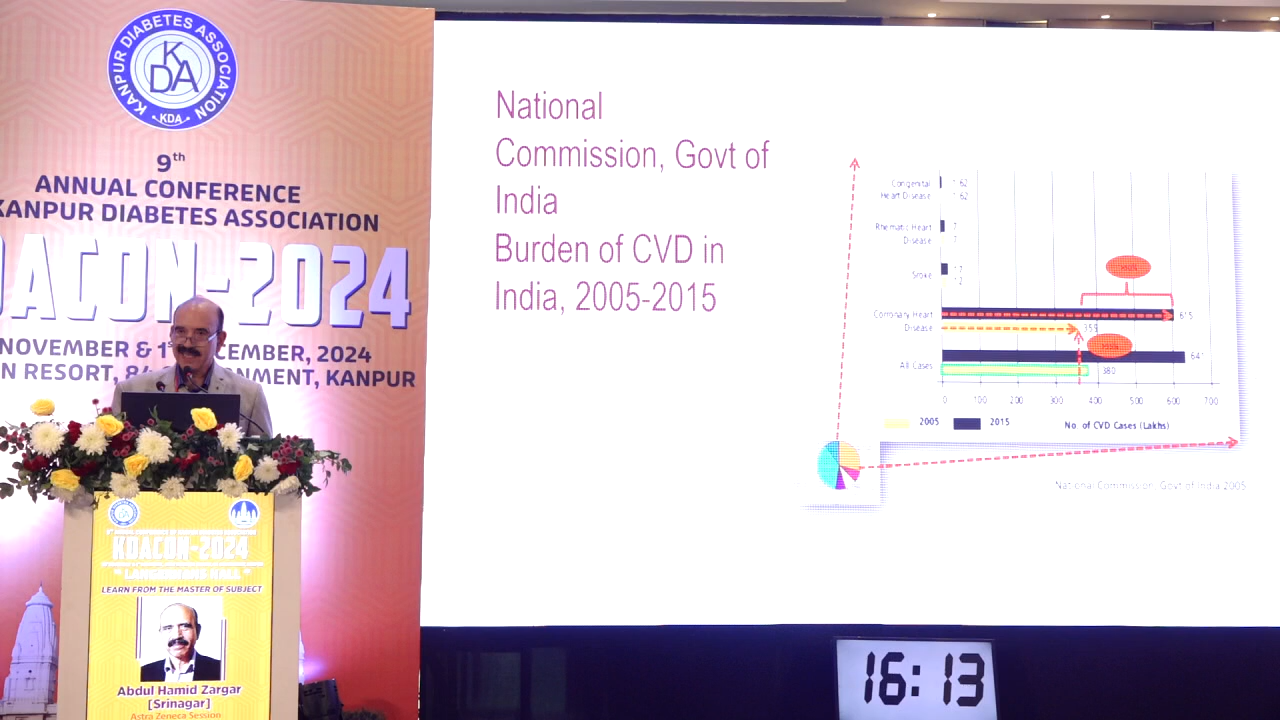 KANPUR DIABETES ASSOCIATION
KDA
KDA
9th
ANNUAL CONFERENCE
KANPUR DIABETES ASSOCIATION
DACON-2024
NOVEMBER & 1st DECEMBER, 2024
RESORT, KANPUR
KDACON-2024
LEARN FROM THE MASTER OF SUBJECT
Abdul Hamid Zargar
[Srinagar]
Astra Zeneca Session
National
Commission, Govt of
India
Burden of CVD in
India, 2005-2015
Congenital
Heart Disease
Rhematic Heart
Disease
Stroke
Coronary Heart
Disease
615
359
All Cases
380
0 100 200 300 400 500 600 700
2005 2015 No. of CVD Cases (Lakhs)
National Commission, Govt of India 2005
16:13